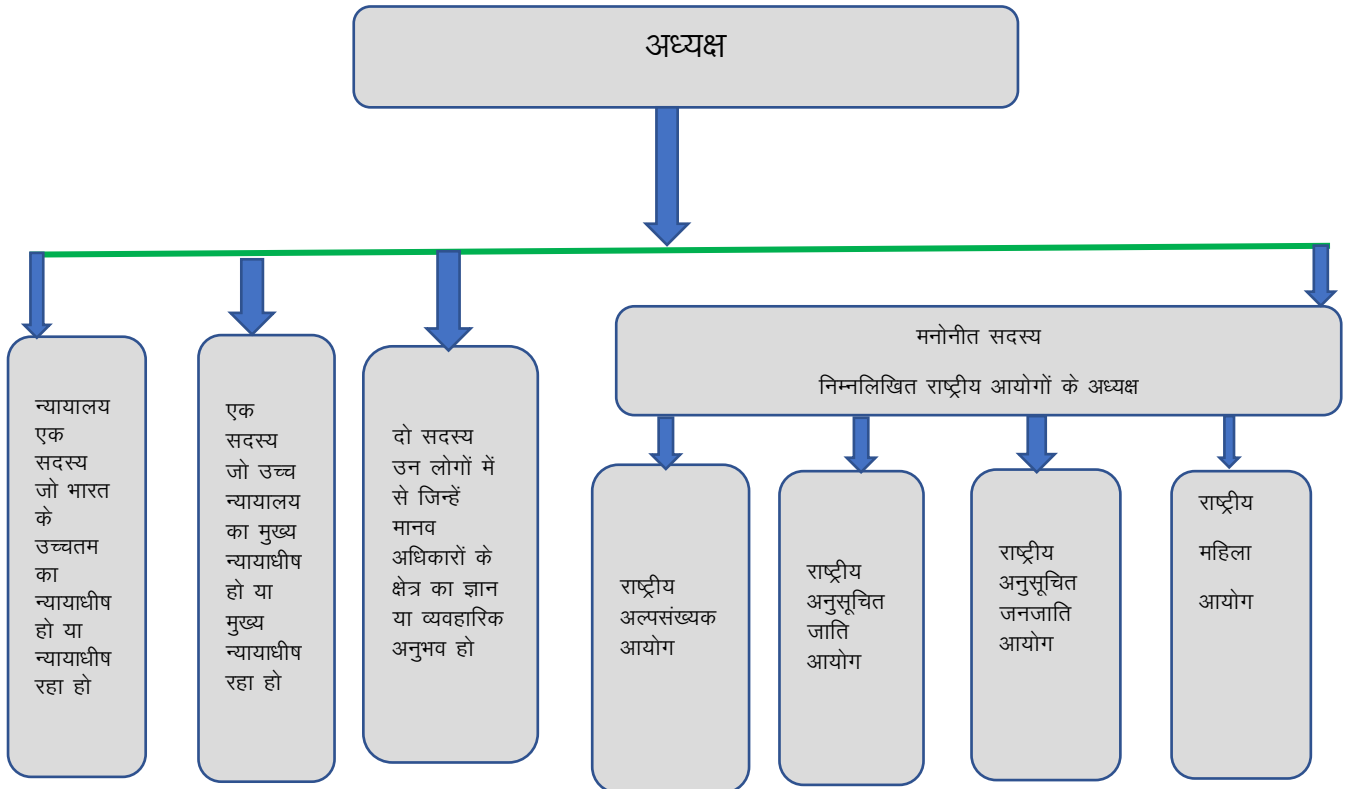 अध्यक्ष
न्यायालय
एक
सदस्य
जो भारत
के
उच्चतम
का
न्यायाधीष
हो या
न्यायाधीष
रहा हो
एक
सदस्य
जो उच्च
न्यायालय
का मुख्य
न्यायाधीष
हो या
मुख्य
न्यायाधीष
रहा हो
दो सदस्य
उन लोगों में
से जिन्हें
मानव
अधिकारों के
क्षेत्र का ज्ञान
या व्यवहारिक
अनुभव हो
मनोनीत सदस्य
निम्नलिखित राष्ट्रीय आयोगों के अध्यक्ष
राष्ट्रीय
अल्पसंख्यक
आयोग
राष्ट्रीय
अनुसूचित
जाति
आयोग
राष्ट्रीय
अनुसूचित
जनजाति
आयोग
राष्ट्रीय
महिला
आयोग